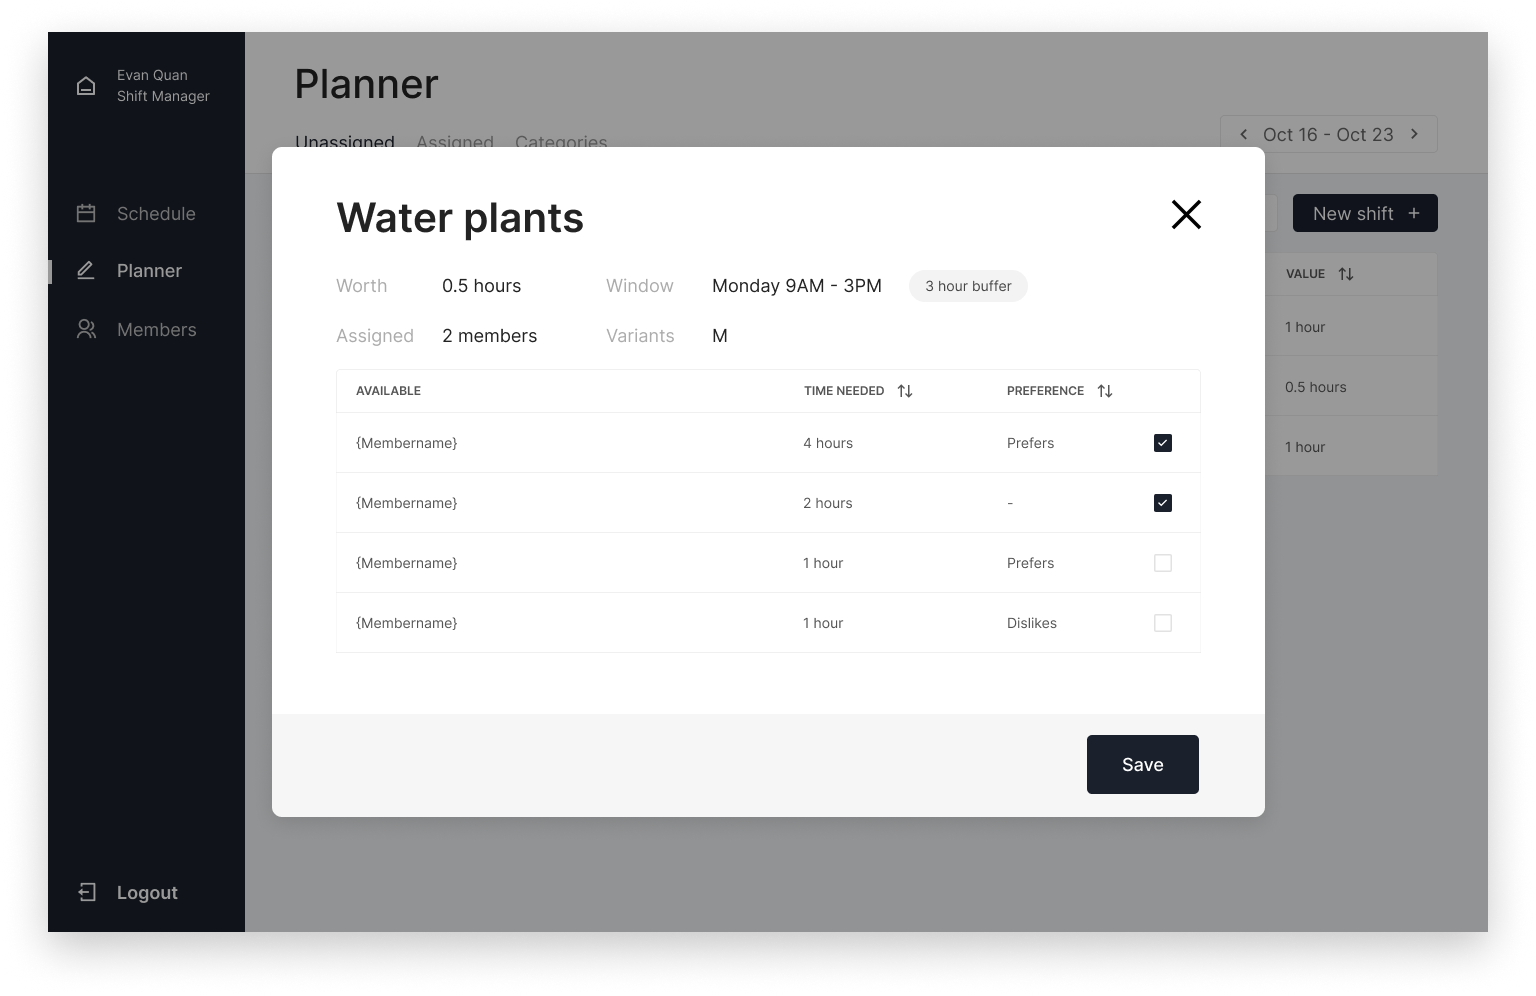 Evan Quan
Shift Manager
Schedule
Planner
Members
Logout
Planner
Unassigned Assigned Categories
Oct 16 - Oct 23
New shift +
VALUE
1 hour
0.5 hours
1 hour
Water plants
Worth 0.5 hours Window Monday 9AM - 3PM 3 hour buffer
Assigned 2 members Variants M
AVAILABLE TIME NEEDED PREFERENCE
{Membername} 4 hours Prefers
{Membername} 2 hours -
{Membername} 1 hour Prefers
{Membername} 1 hour Dislikes
Save